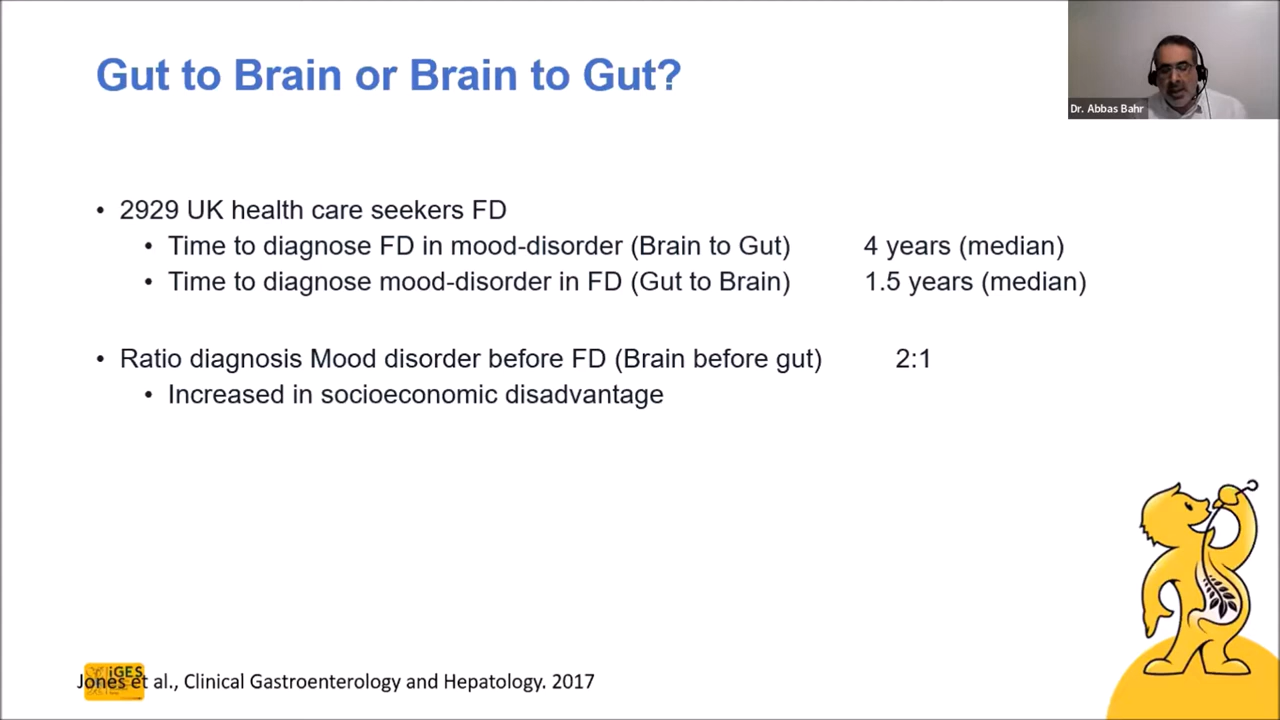 Gut to Brain or Brain to Gut?
Dr. Abbas Bahr
• 2929 UK health care seekers FD
• Time to diagnose FD in mood-disorder (Brain to Gut) 4 years (median)
• Time to diagnose mood-disorder in FD (Gut to Brain) 1.5 years (median)
• Ratio diagnosis Mood disorder before FD (Brain before gut) 2:1
• Increased in socioeconomic disadvantage
iGES
Jones et al., Clinical Gastroenterology and Hepatology. 2017